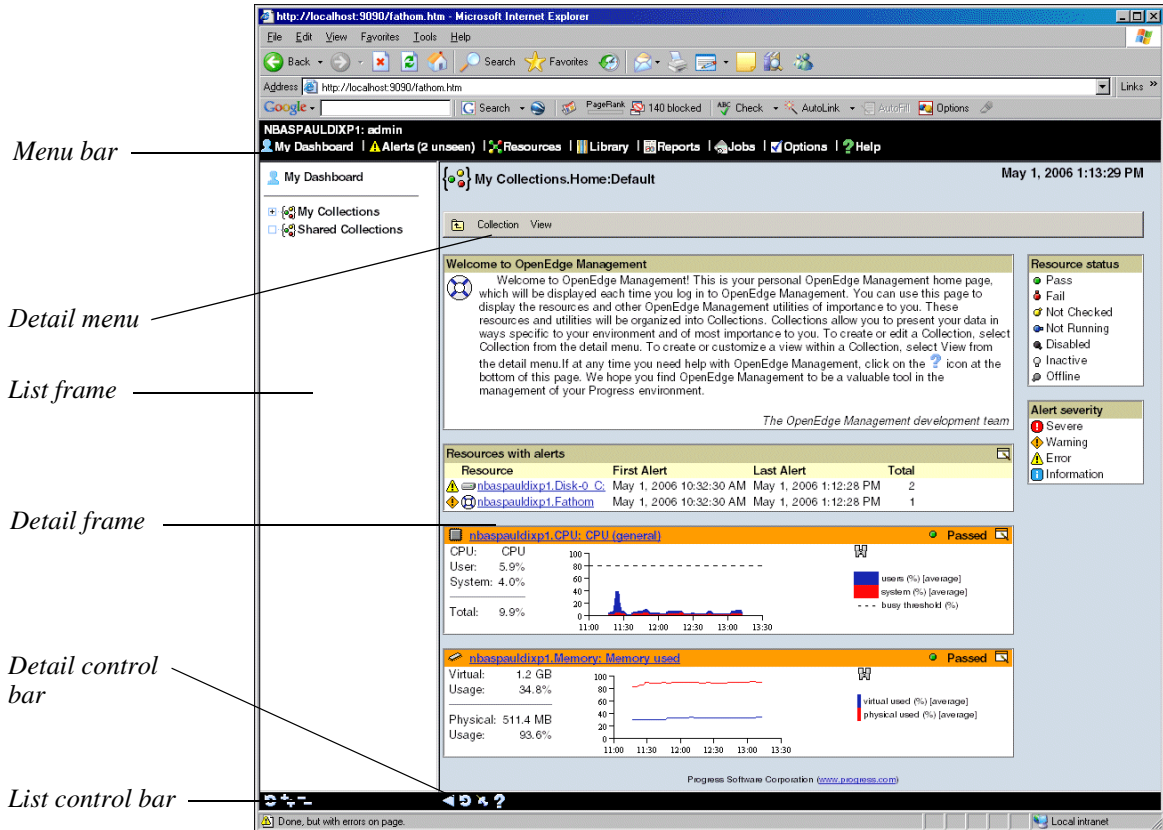 http://localhost:9090/fathom.htm - Microsoft Internet Explorer
File Edit View Favorites Tools Help
Back Search Favorites
Address http://localhost:9090/fathom.htm Links »
Google Search PageRank 140 blocked ABC Check AutoLink AutoFill Options
NBASPAULDIXP1: admin
My Dashboard | Alerts (2 unseen) | Resources | Library | Reports | Jobs | Options | ? Help
Menu bar
My Dashboard
My Collections
Shared Collections
My Collections.Home:Default
May 1, 2006 1:13:29 PM
Collection View
Detail menu
List frame
Detail frame
Detail control
bar
List control bar
Welcome to OpenEdge Management
Welcome to OpenEdge Management! This is your personal OpenEdge Management home page,
which will be displayed each time you log in to OpenEdge Management. You can use this page to
display the resources and other OpenEdge Management utilities of importance to you. These
resources and utilities will be organized into Collections. Collections allow you to present your data in
ways specific to your environment and of most importance to you. To create or edit a Collection, select
Collection from the detail menu. To create or customize a view within a Collection, select View from
the detail menu.If at any time you need help with OpenEdge Management, click on the ? icon at the
bottom of this page. We hope you find OpenEdge Management to be a valuable tool in the
management of your Progress environment.
The OpenEdge Management development team
Resource status
Pass
Fail
Not Checked
Not Running
Disabled
Inactive
Offline
Alert severity
Severe
Warning
Error
Information
Resources with alerts
Resource First Alert Last Alert Total
nbaspauldixp1.Disk-0 C: May 1, 2006 10:32:30 AM May 1, 2006 1:12:28 PM 2
nbaspauldixp1.Fathom May 1, 2006 10:32:30 AM May 1, 2006 1:12:28 PM 1
nbaspauldixp1.CPU: CPU (general) Passed
CPU: CPU
User: 5.9%
System: 4.0%
Total: 9.9%
100
80
60
40
20
0
11:00 11:30 12:00 12:30 13:00 13:30
users (%) [average]
system (%) [average]
busy threshold (%)
nbaspauldixp1.Memory: Memory used Passed
Virtual: 1.2 GB
Usage: 34.8%
Physical: 511.4 MB
Usage: 93.6%
100
80
60
40
20
0
11:00 11:30 12:00 12:30 13:00 13:30
virtual used (%) [average]
physical used (%) [average]
Progress Software Corporation (www.progress.com)
?
Done, but with errors on page.
Local intranet